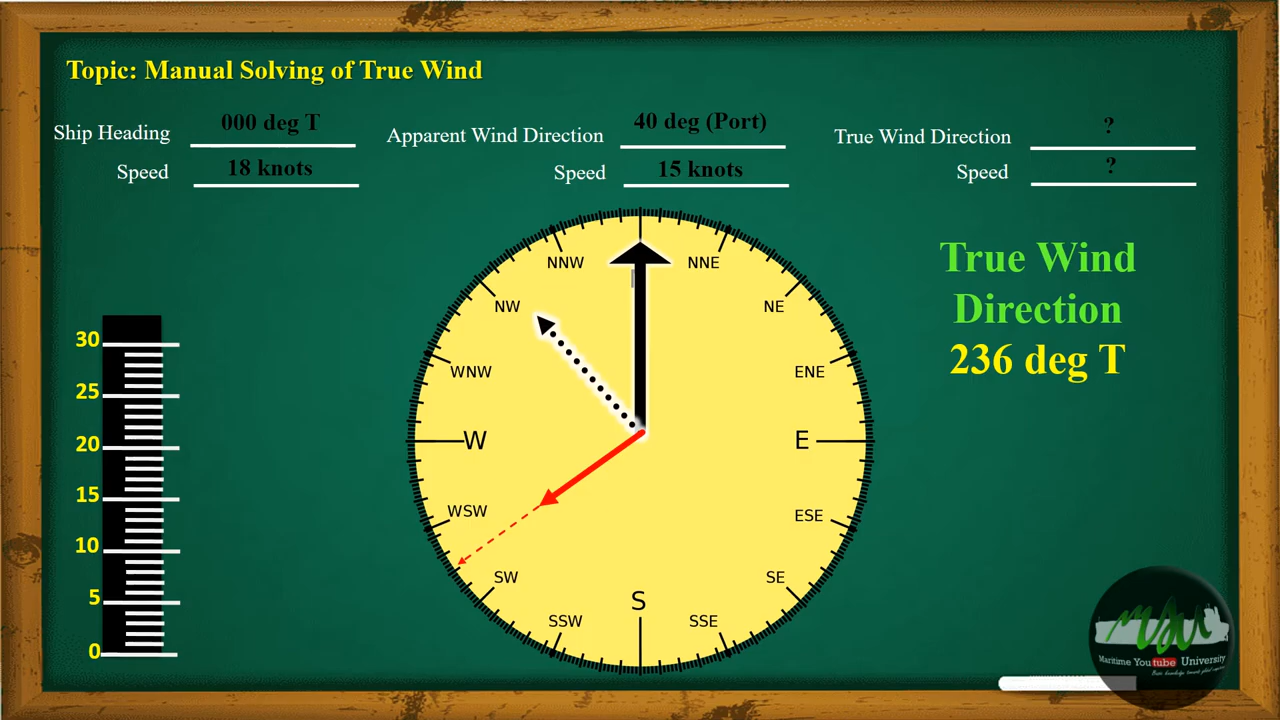 Topic: Manual Solving of True Wind
Ship Heading 000 deg T Apparent Wind Direction 40 deg (Port) True Wind Direction ?
Speed 18 knots Speed 15 knots Speed ?
NNW NNE
NW NE
WNW ENE
W E
WSW ESE
SW SE
SSW SSE
S
30
25
20
15
10
5
0
True Wind
Direction
236 deg T
Maritime YouTube University